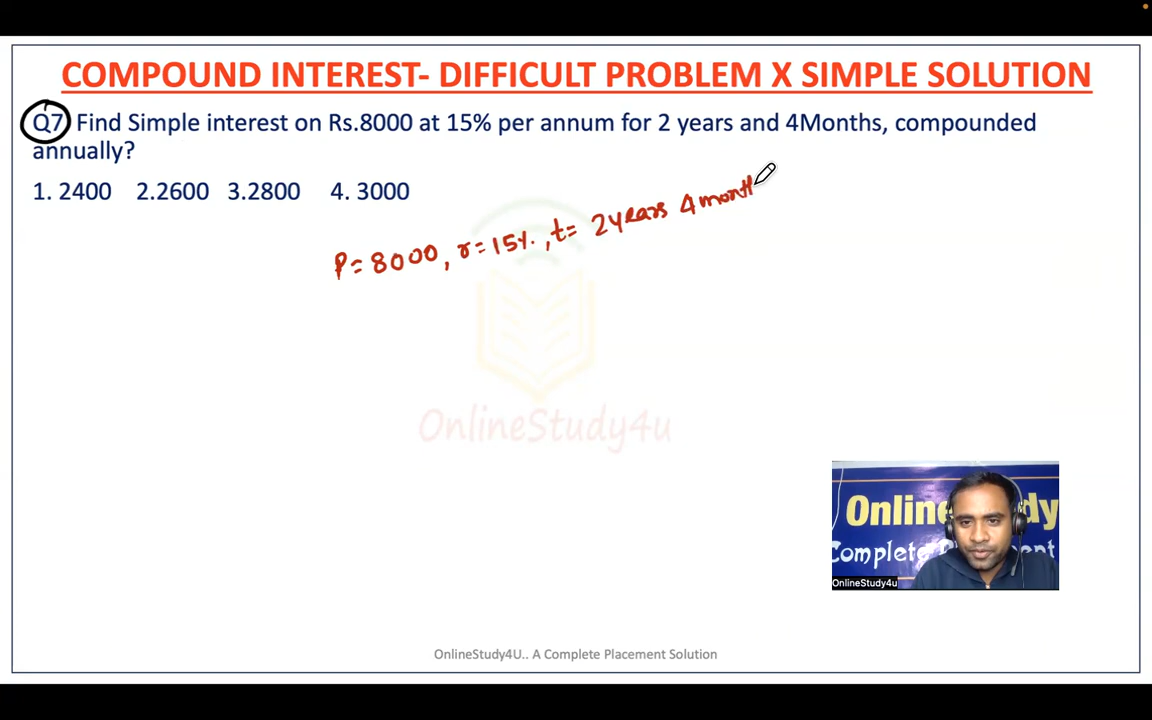 COMPOUND INTEREST- DIFFICULT PROBLEM X SIMPLE SOLUTION
Q7 Find Simple interest on Rs.8000 at 15% per annum for 2 years and 4Months, compounded
annually?
1. 2400 2.2600 3.2800 4. 3000
P=8000, r=15%, t= 2years 4month
OnlineStudy4u
OnlineStudy
Complete Placement
OnlineStudy4u
OnlineStudy4U.. A Complete Placement Solution